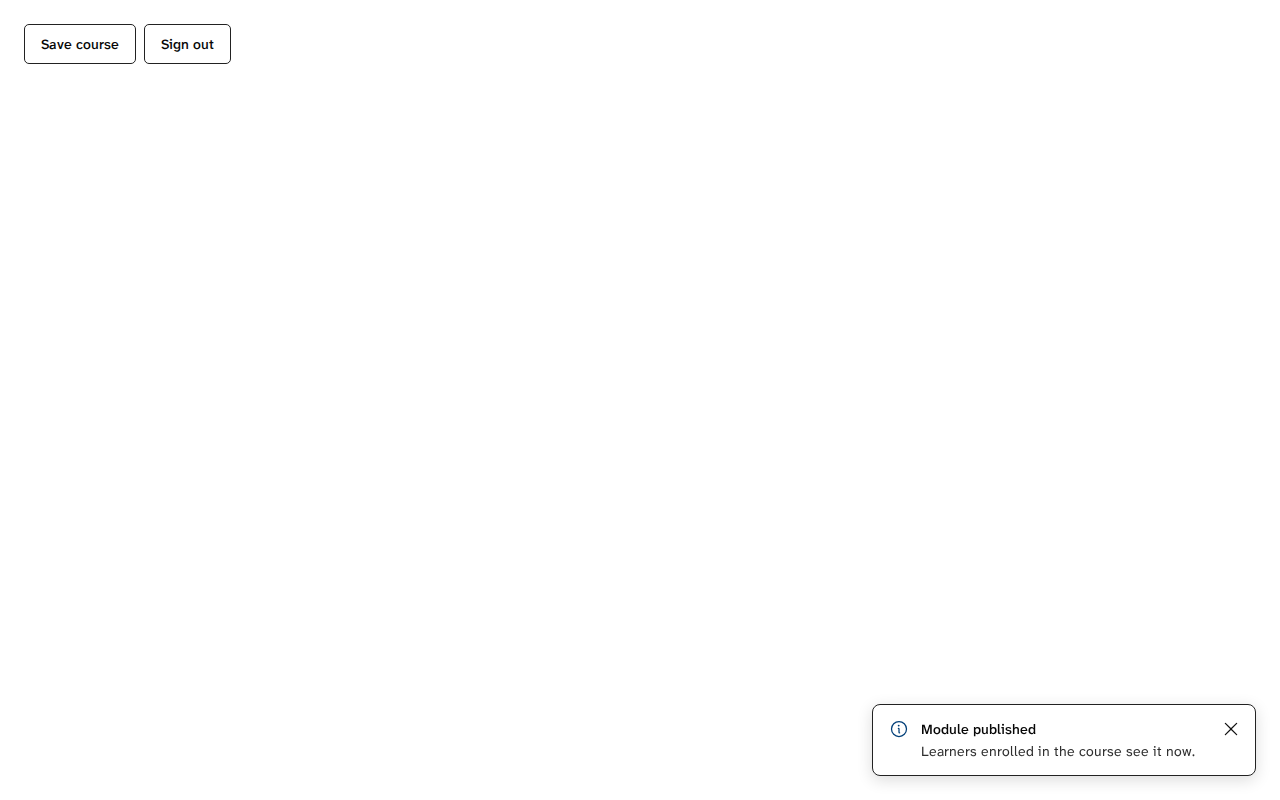 Save course
Sign out
Module published
Learners enrolled in the course see it now.